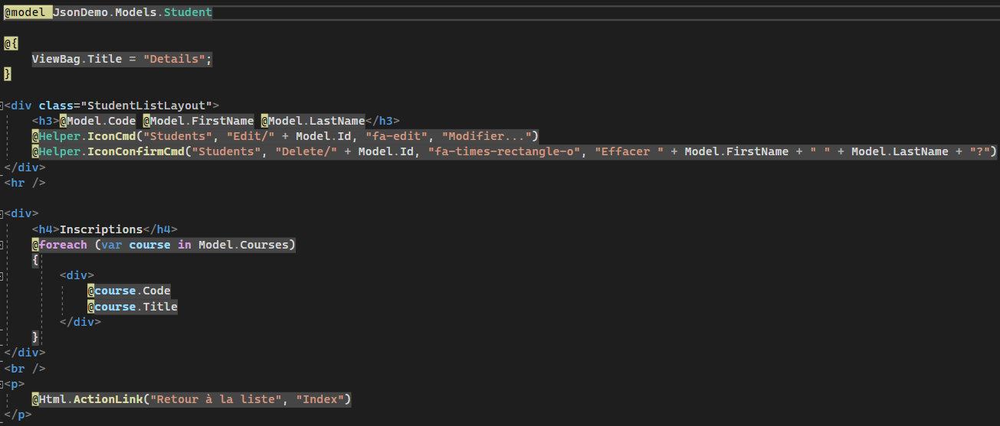 @model JsonDemo.Models.Student
@{
ViewBag.Title = "Details";
}
<div class="StudentListLayout">
<h3>@Model.Code @Model.FirstName @Model.LastName</h3>
@Helper.IconCmd("Students", "Edit/" + Model.Id, "fa-edit", "Modifier...")
@Helper.IconConfirmCmd("Students", "Delete/" + Model.Id, "fa-times-rectangle-o", "Effacer " + Model.FirstName + " " + Model.LastName + "?")
</div>
<hr />
<div>
<h4>Inscriptions</h4>
@foreach (var course in Model.Courses)
{
<div>
@course.Code
@course.Title
</div>
}
</div>
<br />
<p>
@Html.ActionLink("Retour à la liste", "Index")
</p>